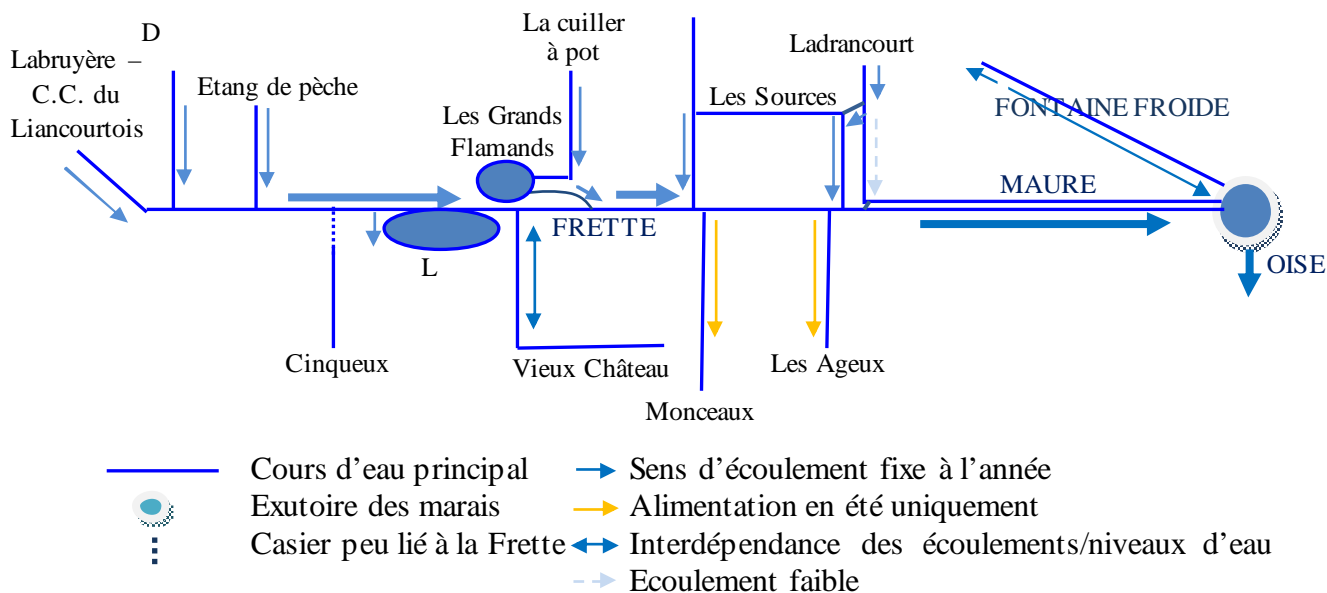 D
Labruyère –
C.C. du
Liancourtois
Etang de pêche
La cuiller
à pot
Les Grands
Flamands
Les Sources
Ladrancourt
FONTAINE FROIDE
MAURE
FRETTE
L
OISE
Cinqueux
Vieux Château
Les Ageux
Monceaux
Cours d'eau principal
Sens d'écoulement fixe à l'année
Exutoire des marais
Alimentation en été uniquement
Casier peu lié à la Frette
Interdépendance des écoulements/niveaux d'eau
Ecoulement faible